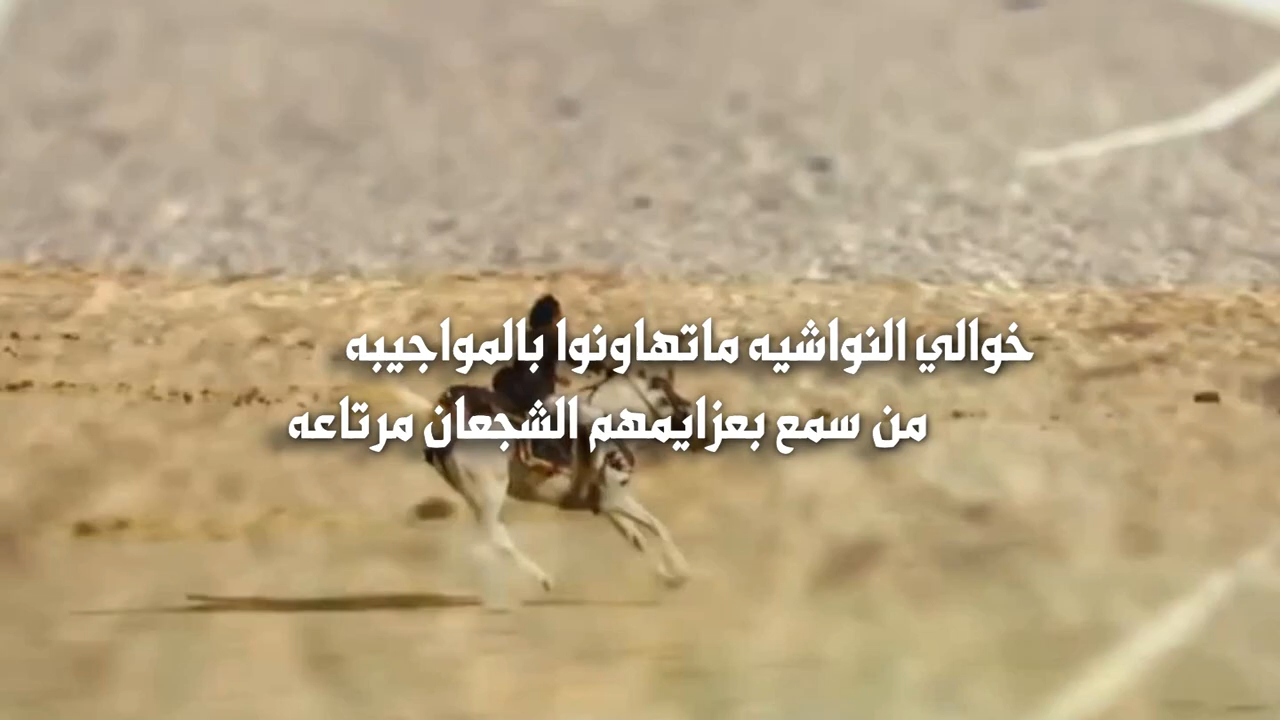 خوالي النواشيه ماتهاونوا بالمواجيبه
من سمع بعزايمهم الشجعان مرتاعه